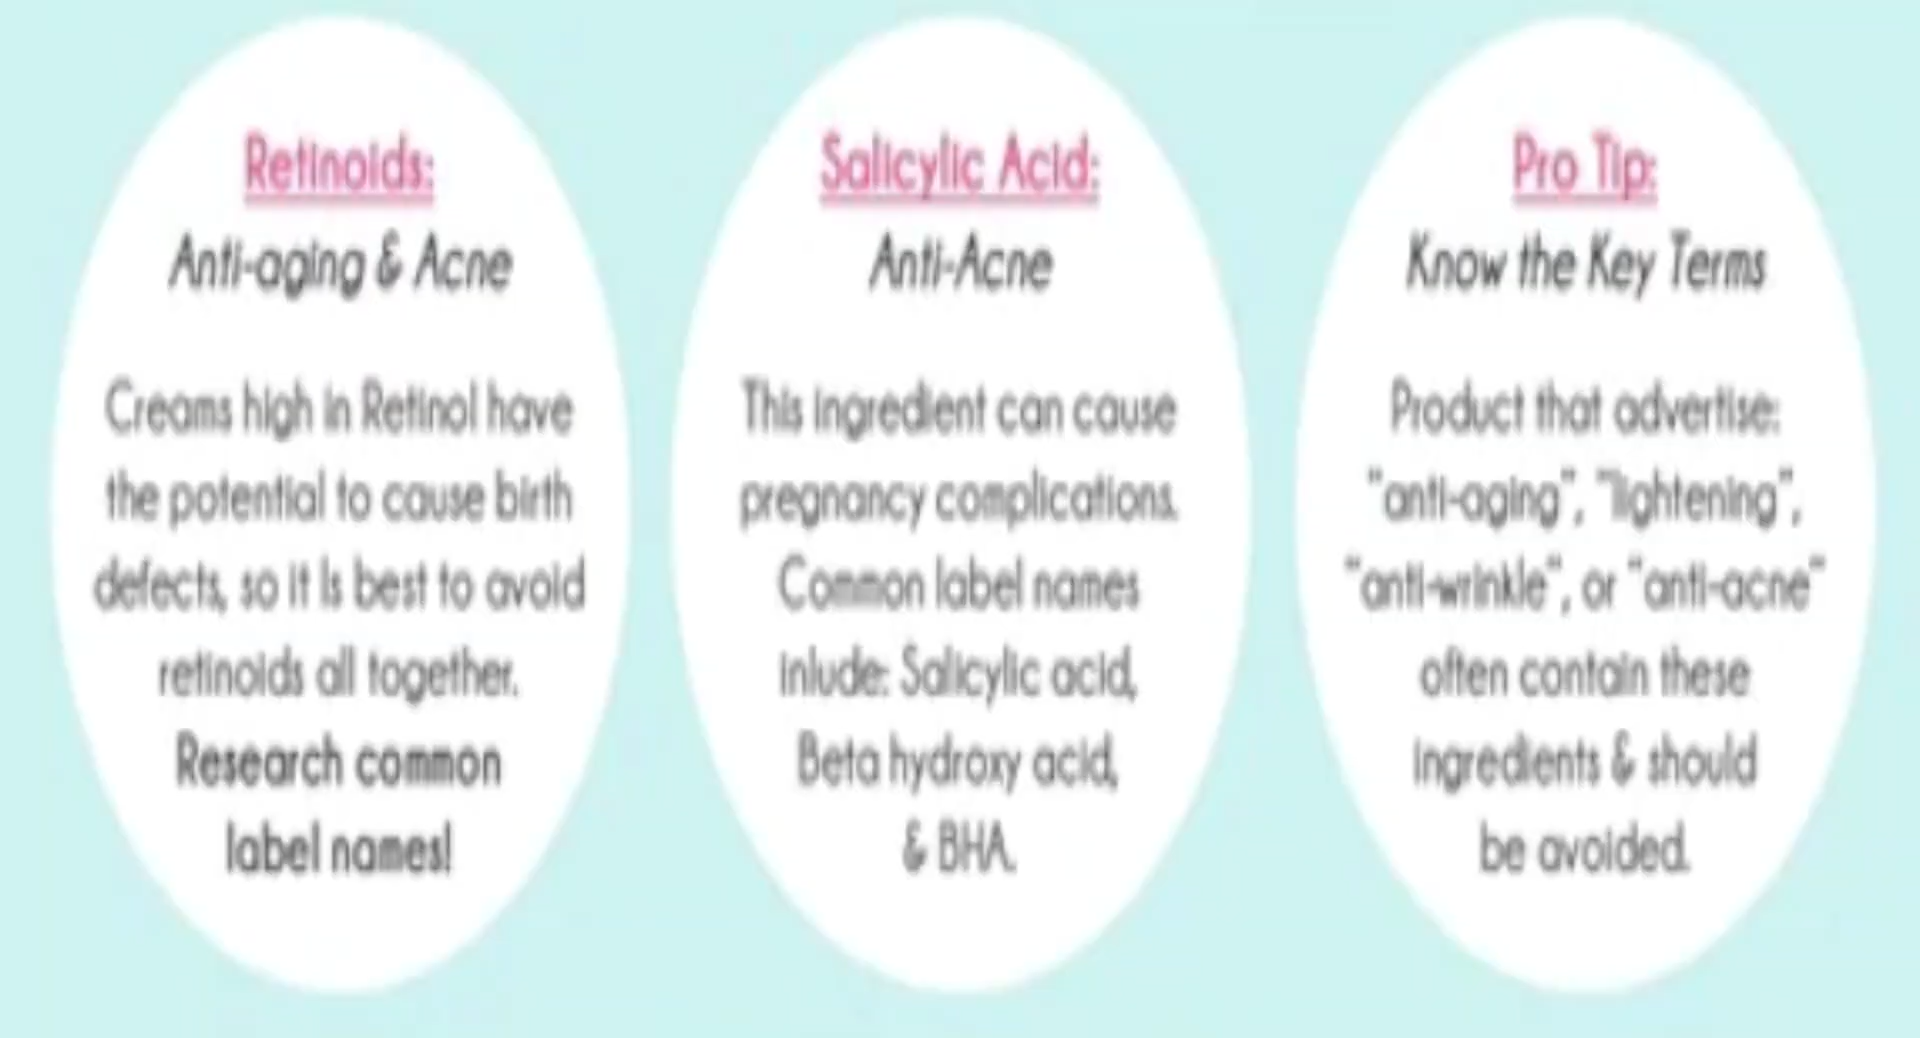 Retinoids:
Anti-aging & Acne
Creams high in Retinol have
the potential to cause birth
defects, so it is best to avoid
retinoids all together.
Research common
label names!
Salicylic Acid:
Anti-Acne
This ingredient can cause
pregnancy complications.
Common label names
inlude: Salicylic acid,
Beta hydroxy acid,
& BHA.
Pro Tip:
Know the Key Terms
Product that advertise:
"anti-aging", "lightening",
"anti-wrinkle", or "anti-acne"
often contain these
ingredients & should
be avoided.